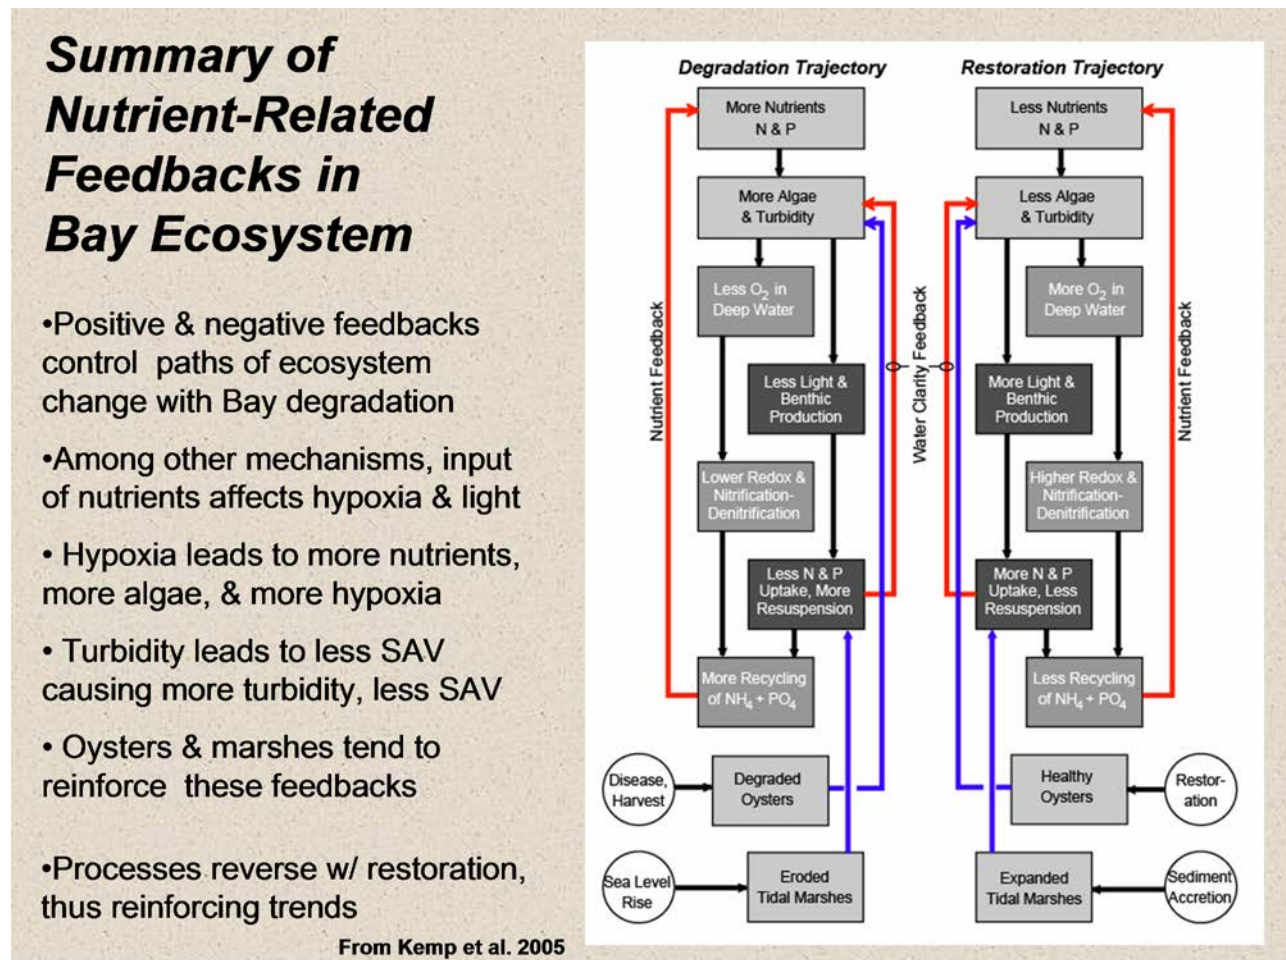 Summary of
Nutrient-Related
Feedbacks in
Bay Ecosystem
•Positive & negative feedbacks
control paths of ecosystem
change with Bay degradation
•Among other mechanisms, input
of nutrients affects hypoxia & light
• Hypoxia leads to more nutrients,
more algae, & more hypoxia
• Turbidity leads to less SAV
causing more turbidity, less SAV
• Oysters & marshes tend to
reinforce these feedbacks
•Processes reverse w/ restoration,
thus reinforcing trends
From Kemp et al. 2005
Degradation Trajectory
More Nutrients
N & P
More Algae
& Turbidity
Less O₂ in
Deep Water
Less Light &
Benthic
Production
Lower Redox &
Nitrification-
Denitrification
Less N & P
Uptake, More
Resuspension
More Recycling
of NH₄ + PO₄
Nutrient Feedback
Disease,
Harvest
Degraded
Oysters
Sea Level
Rise
Eroded
Tidal Marshes
Water Clarity Feedback
Restoration Trajectory
Less Nutrients
N & P
Less Algae
& Turbidity
More O₂ in
Deep Water
More Light &
Benthic
Production
Higher Redox &
Nitrification-
Denitrification
More N & P
Uptake, Less
Resuspension
Less Recycling
of NH₄ + PO₄
Nutrient Feedback
Healthy
Oysters
Restor-
ation
Expanded
Tidal Marshes
Sediment
Accretion